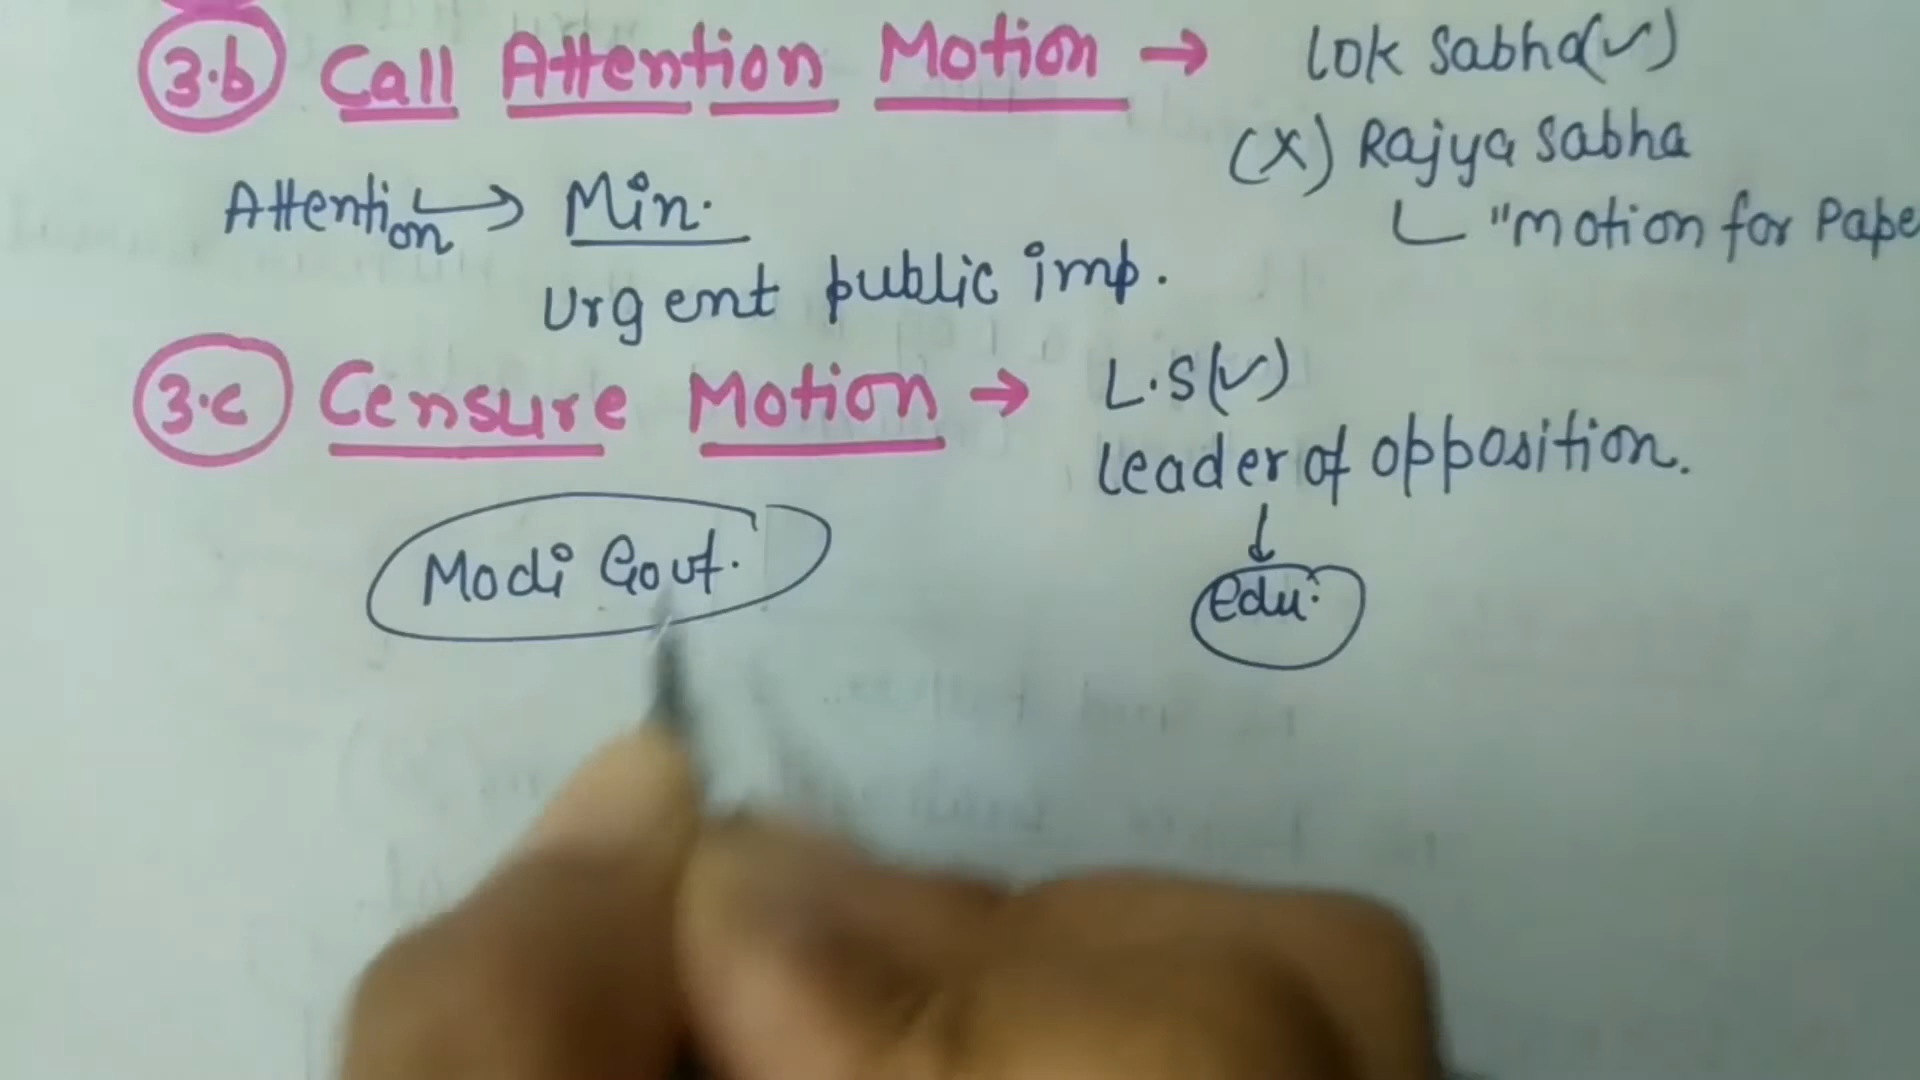 3.b Call Attention Motion → Lok Sabha(✓)
(X) Rajya Sabha
"motion for Pape
Attention → Min.
Urgent public imp.
3.c Censure Motion → L.S(✓)
Leader of opposition.
↓
edu.
Modi Govt.